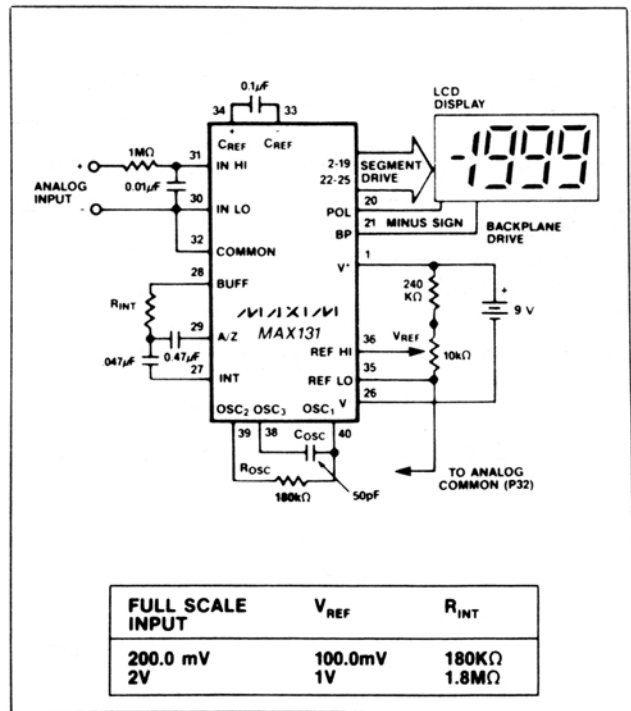 0.1μF
34
33
LCD
DISPLAY
+
CREF
-
CREF
-1999
1MΩ
31
IN HI
2-19
22-25
SEGMENT
DRIVE
+
ANALOG
INPUT
-
0.01μF
30
IN LO
20
POL
21
MINUS SIGN
BP
BACKPLANE
DRIVE
32
COMMON
1
V+
28
BUFF
240
KΩ
+
9 V
RINT
MAXIM
MAX131
29
A/Z
0.47μF
.047μF
27
INT
36
REF HI
VREF
10kΩ
35
REF LO
26
V
OSC2
OSC3
OSC1
39
38
COSC
40
ROSC
180kΩ
50pF
TO ANALOG
COMMON (P32)
FULL SCALE INPUT VREF RINT
200.0 mV 100.0mV 180KΩ
2V 1V 1.8MΩ